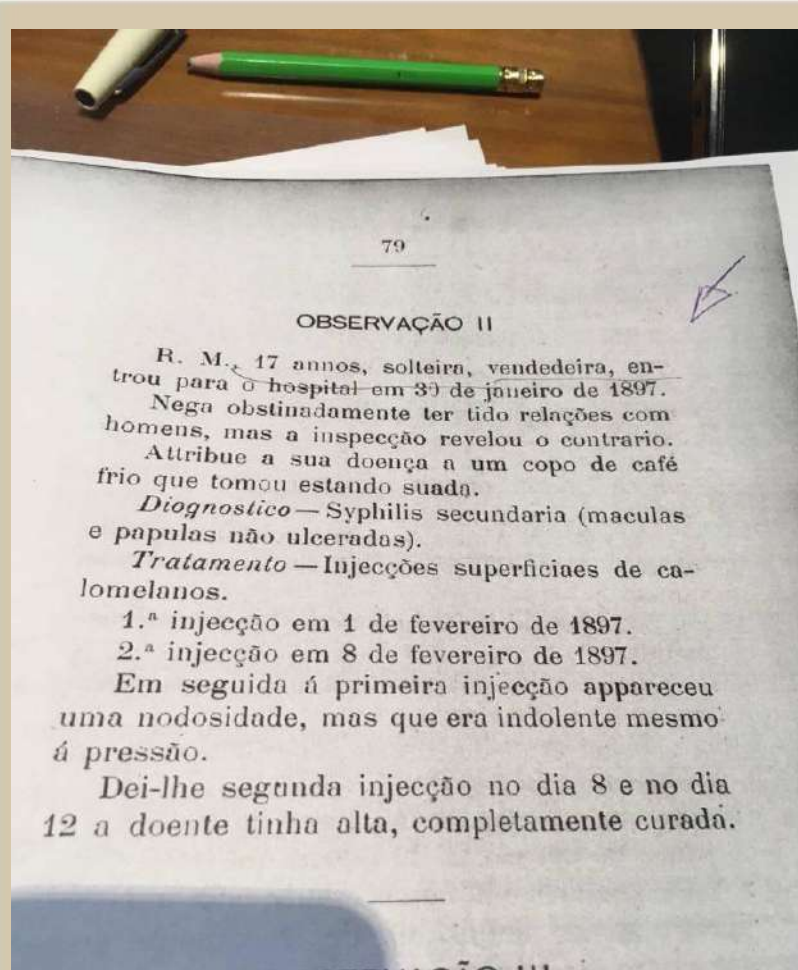 79
OBSERVAÇÃO II
R. M., 17 annos, solteira, vendedeira, en-
trou para o hospital em 30 de janeiro de 1897.
Nega obstinadamente ter tido relações com
homens, mas a inspecção revelou o contrario.
Attribue a sua doença a um copo de café
frio que tomou estando suada.
Diognostico — Syphilis secundaria (maculas
e papulas não ulceradas).
Tratamento — Injecções superficiaes de ca-
lomelanos.
1.ª injecção em 1 de fevereiro de 1897.
2.ª injecção em 8 de fevereiro de 1897.
Em seguida á primeira injecção appareceu
uma nodosidade, mas que era indolente mesmo
á pressão.
Dei-lhe segunda injecção no dia 8 e no dia
12 a doente tinha alta, completamente curada.